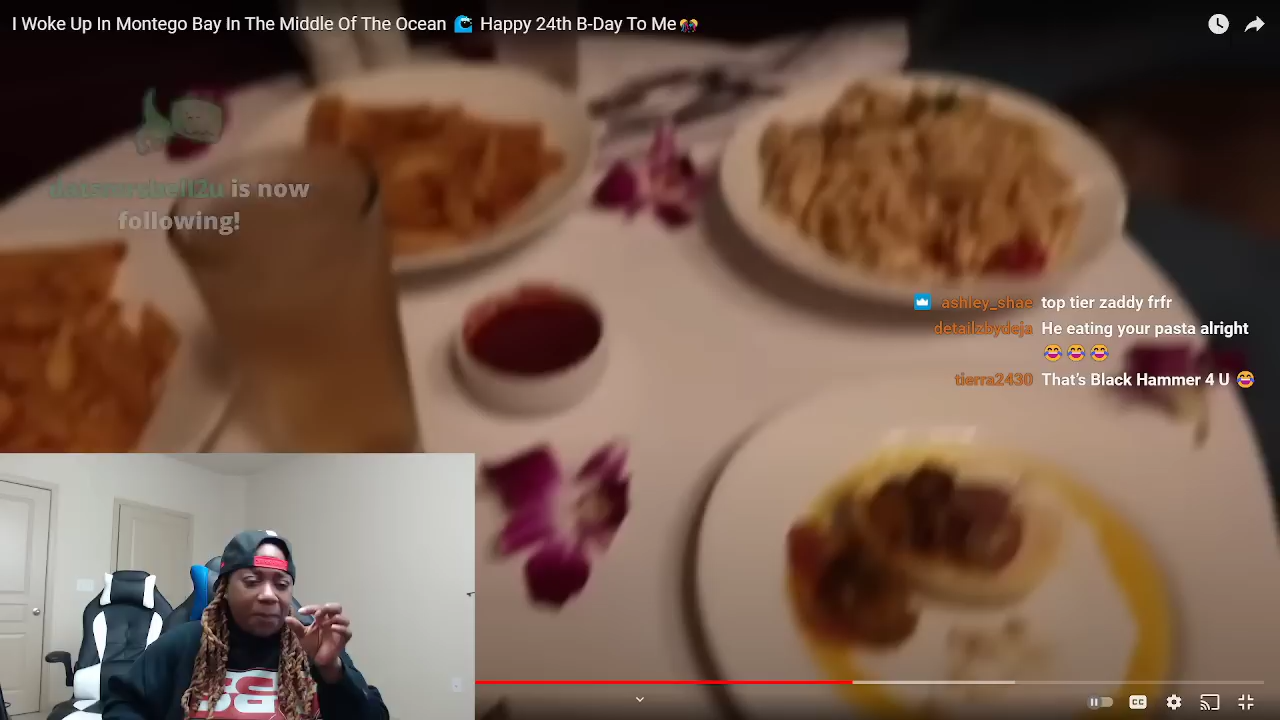 I Woke Up In Montego Bay In The Middle Of The Ocean 🌊 Happy 24th B-Day To Me🎊
is now
following!
ashley_shae top tier zaddy frfr
detailzbydeja He eating your pasta alright
😂 😂 😂
tierra2430 That's Black Hammer 4 U 😂
CC